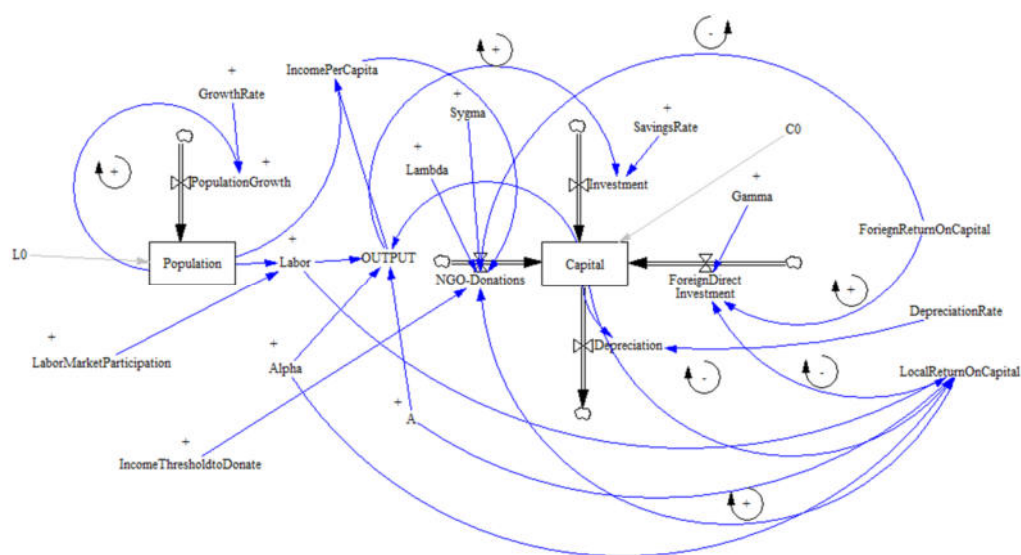 +
-
+
IncomePerCapita
+
GrowthRate
+
Sygma
+
SavingsRate
C0
+
+
PopulationGrowth
+
Lambda
Investment
+
Gamma
ForiegnReturnOnCapital
L0
Population
+
Labor
OUTPUT
NGO-Donations
Capital
ForeignDirect
Investment
+
DepreciationRate
+
LaborMarketParticipation
+
Alpha
Depreciation
-
-
LocalReturnOnCapital
+
A
+
IncomeThresholdtoDonate
+